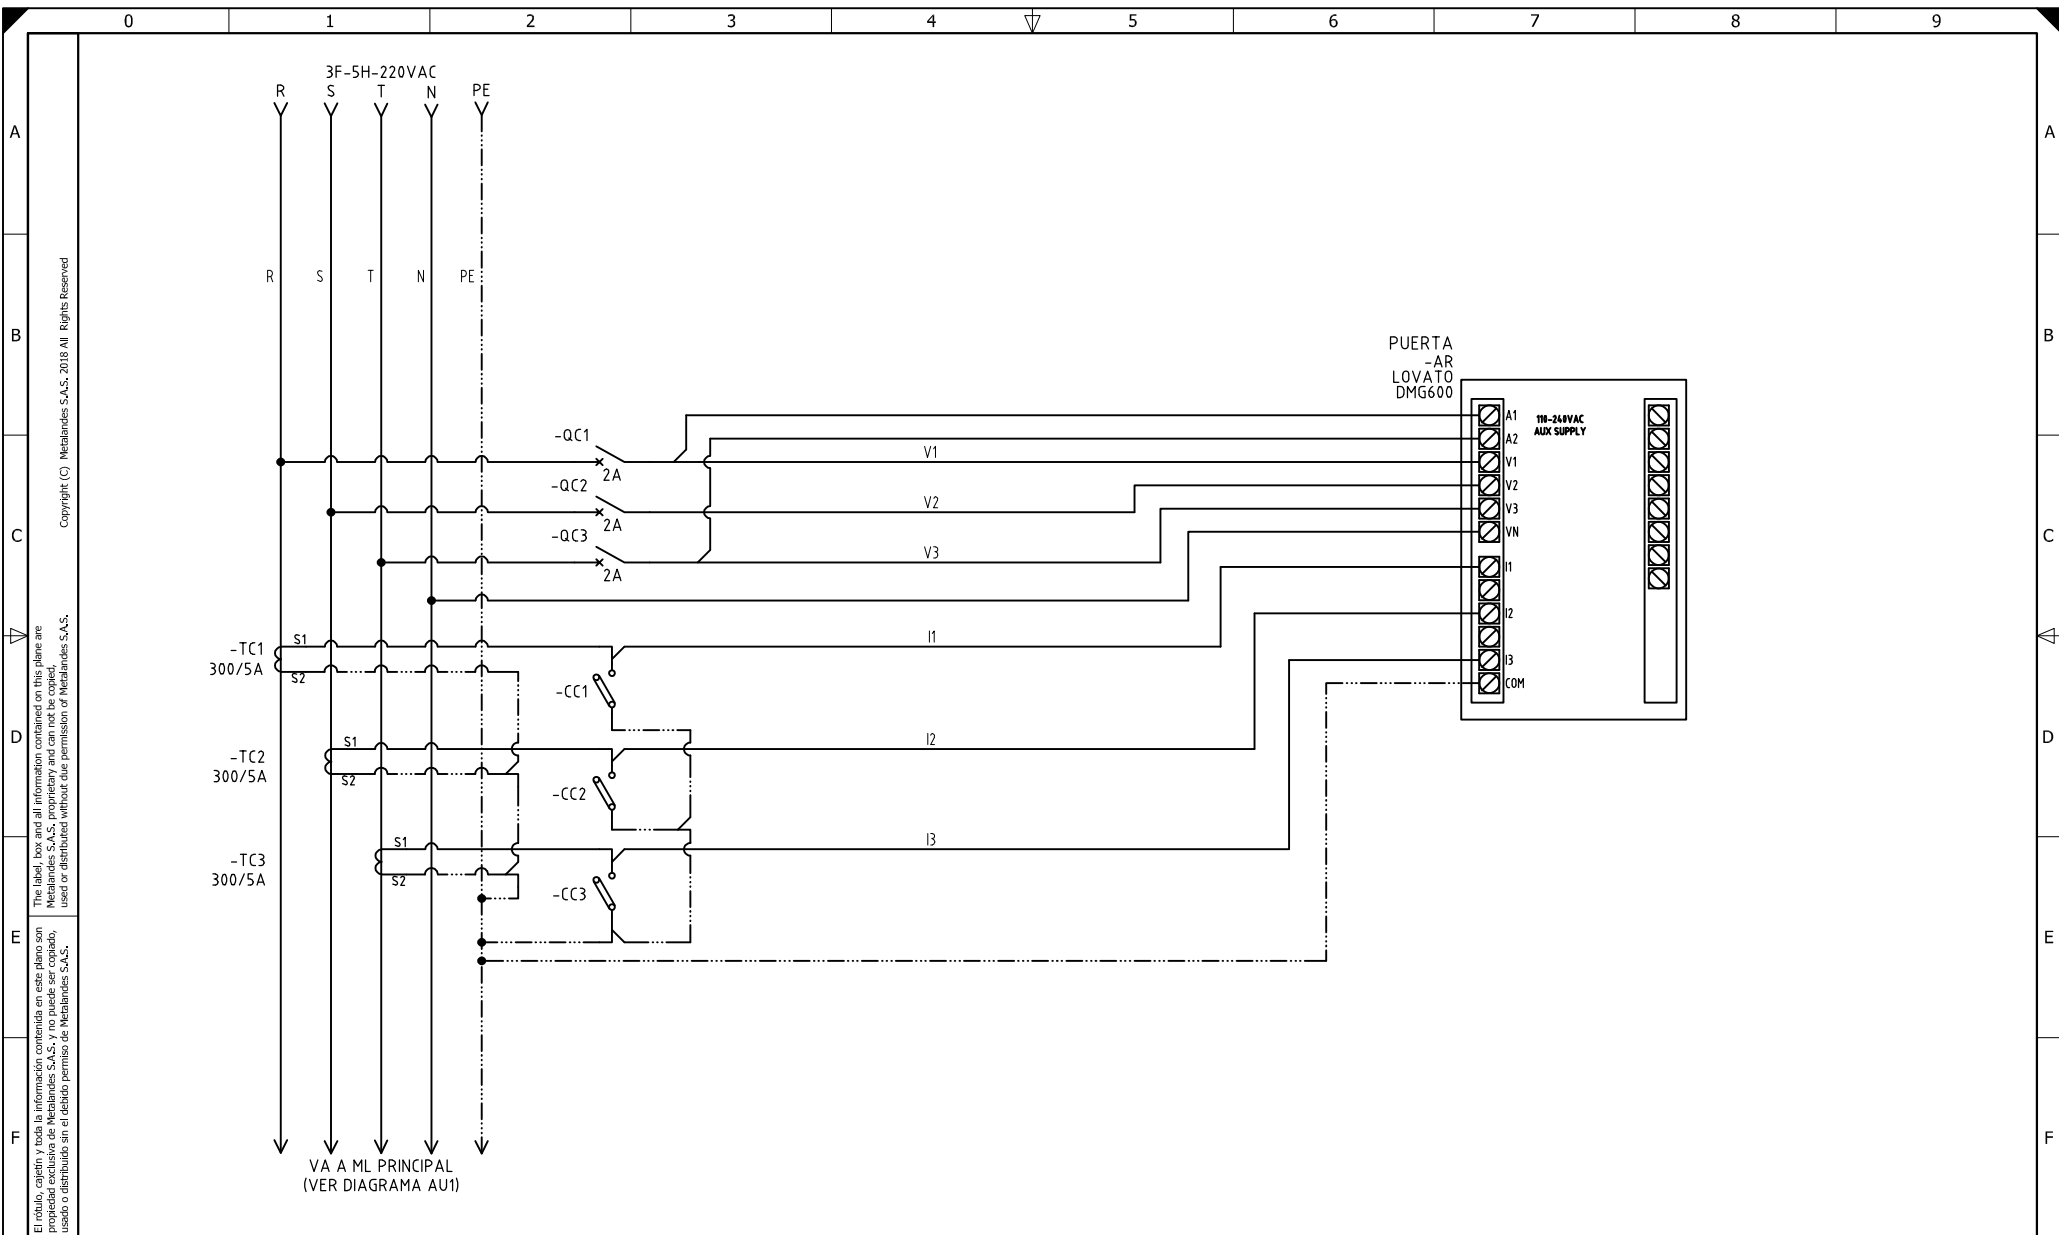 0 1 2 3 4 5 6 7 8 9
3F-5H-220VAC
R S T N PE
A A
R S T N PE
B B
PUERTA
-AR
LOVATO
DMG600
A1
110-240VAC
AUX SUPPLY
A2
V1
V2
V3
VN
I1
I2
I3
COM
-QC1
2A
V1
-QC2
2A
V2
-QC3
2A
V3
C C
-TC1
300/5A
S1
S2
-CC1
I1
D D
-TC2
300/5A
S1
S2
-CC2
I2
-TC3
300/5A
S1
S2
-CC3
I3
E E
F F
VA A ML PRINCIPAL
(VER DIAGRAMA AU1)
Copyright (C) Metalandes S.A.S. 2018 All Rights Reserved
The label, box and all information contained on this plane are
Metalandes S.A.S. proprietary and can not be copied,
used or distributed without due permission of Metalandes S.A.S.
El rótulo, cajetín y toda la información contenida en este plano son
propiedad exclusiva de Metalandes S.A.S. y no puede ser copiado,
usado o distribuido sin el debido permiso de Metalandes S.A.S.